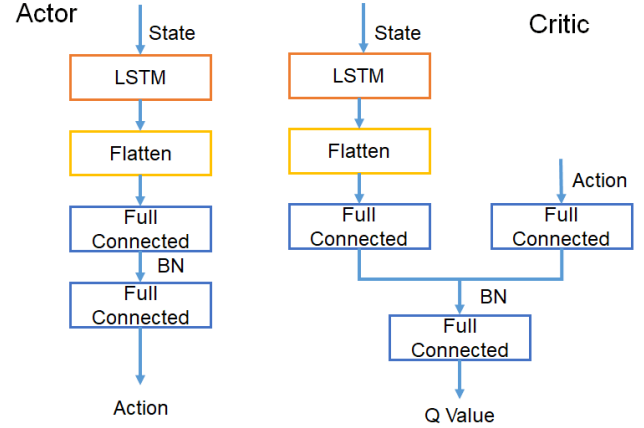 Actor
State
LSTM
Flatten
Full
Connected
BN
Full
Connected
Action
Critic
State
LSTM
Flatten
Full
Connected
Action
Full
Connected
BN
Full
Connected
Q Value